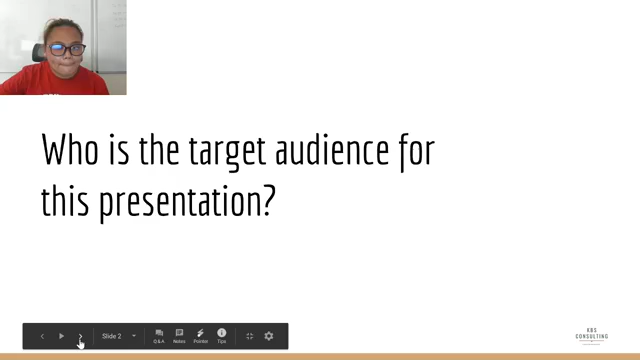 Who is the target audience for
this presentation?
Slide 2
Q&A
Notes
Pointer
Tips
KBS
CONSULTING